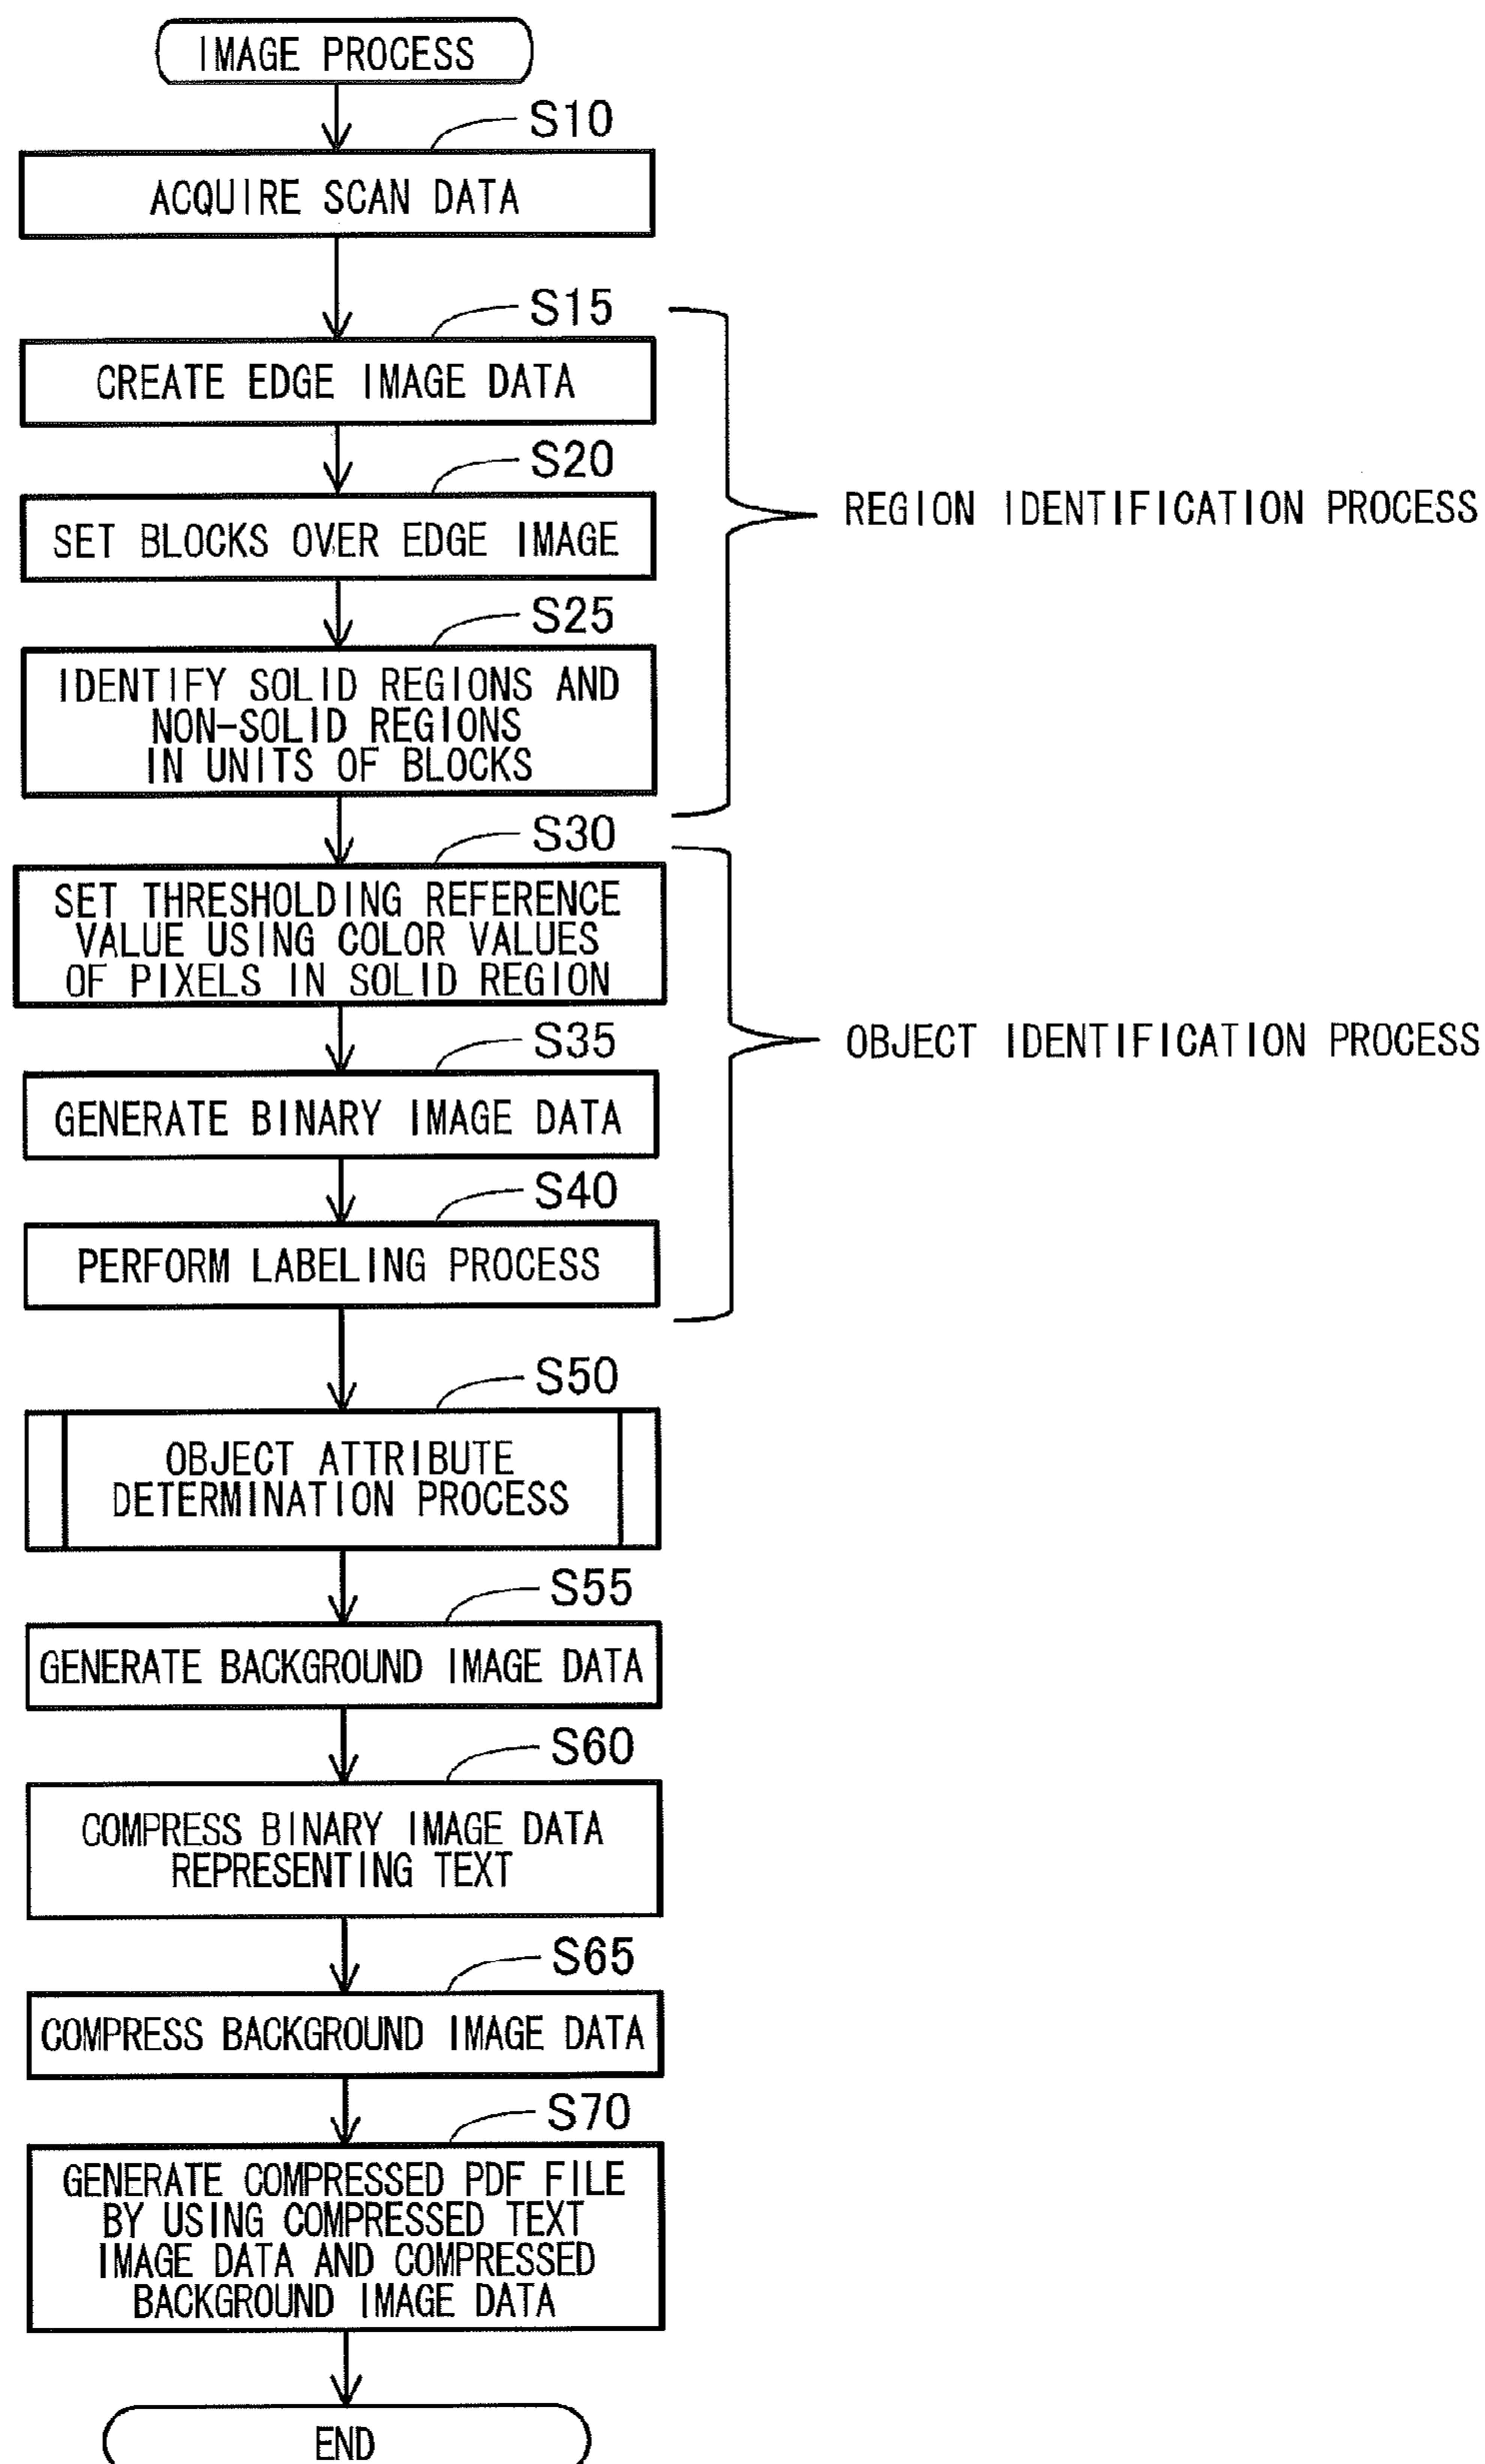 IMAGE PROCESS
S10
ACQUIRE SCAN DATA
S15
CREATE EDGE IMAGE DATA
S20
SET BLOCKS OVER EDGE IMAGE
S25
IDENTIFY SOLID REGIONS AND
NON-SOLID REGIONS
IN UNITS OF BLOCKS
REGION IDENTIFICATION PROCESS
S30
SET THRESHOLDING REFERENCE
VALUE USING COLOR VALUES
OF PIXELS IN SOLID REGION
S35
GENERATE BINARY IMAGE DATA
S40
PERFORM LABELING PROCESS
OBJECT IDENTIFICATION PROCESS
S50
OBJECT ATTRIBUTE
DETERMINATION PROCESS
S55
GENERATE BACKGROUND IMAGE DATA
S60
COMPRESS BINARY IMAGE DATA
REPRESENTING TEXT
S65
COMPRESS BACKGROUND IMAGE DATA
S70
GENERATE COMPRESSED PDF FILE
BY USING COMPRESSED TEXT
IMAGE DATA AND COMPRESSED
BACKGROUND IMAGE DATA
END